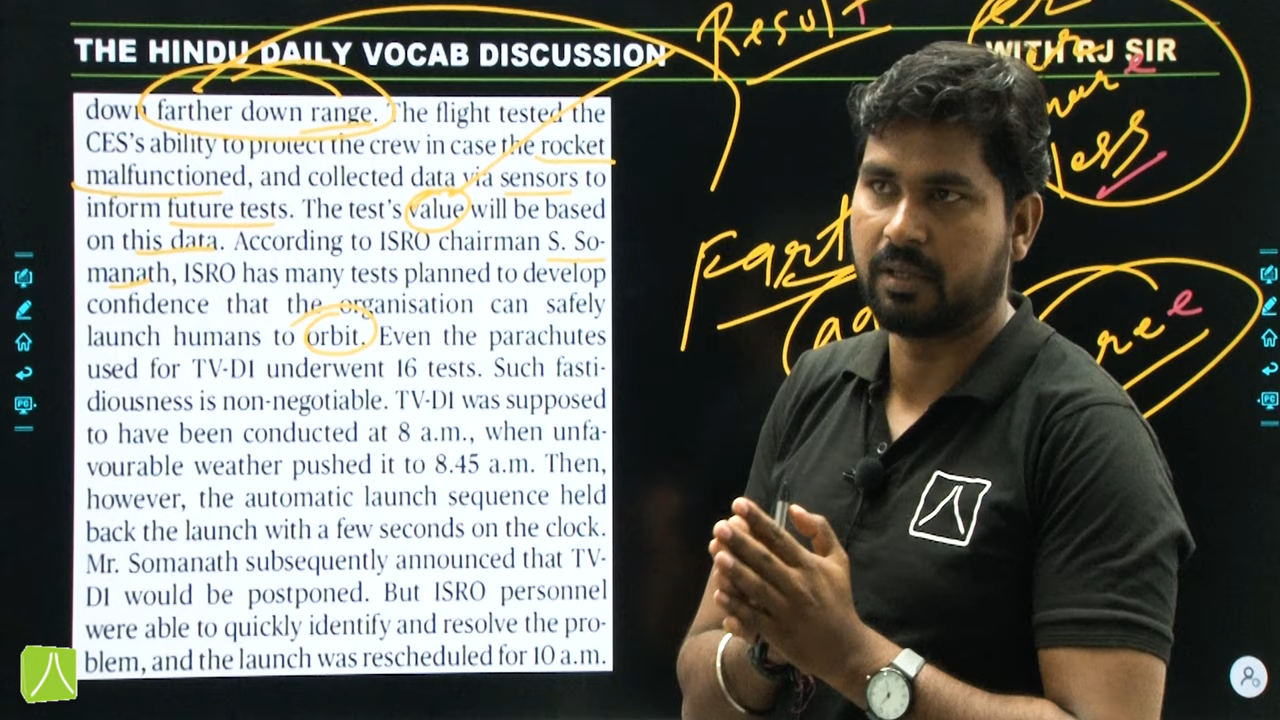 THE HINDU DAILY VOCAB DISCUSSION
WITH RJ SIR
down farther down range. The flight tested the
CES's ability to protect the crew in case the rocket
malfunctioned, and collected data via sensors to
inform future tests. The test's value will be based
on this data. According to ISRO chairman S. So-
manath, ISRO has many tests planned to develop
confidence that the organisation can safely
launch humans to orbit. Even the parachutes
used for TV-D1 underwent 16 tests. Such fasti-
diousness is non-negotiable. TV-D1 was supposed
to have been conducted at 8 a.m., when unfa-
vourable weather pushed it to 8.45 a.m. Then,
however, the automatic launch sequence held
back the launch with a few seconds on the clock.
Mr. Somanath subsequently announced that TV-
D1 would be postponed. But ISRO personnel
were able to quickly identify and resolve the pro-
blem, and the launch was rescheduled for 10 a.m.
Result
er
less
Fart
PC
PC